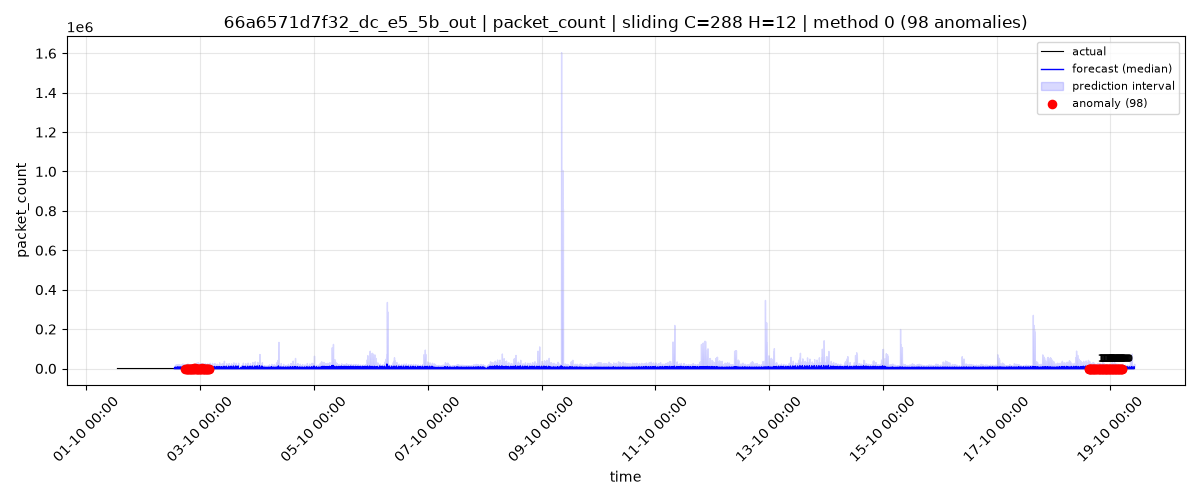 66a6571d7f32_dc_e5_5b_out | packet_count | sliding C=288 H=12 | method 0 (98 anomalies)
1e6
actual
forecast (median)
prediction interval
anomaly (98)
packet_count
1.6
1.4
1.2
1.0
0.8
0.6
0.4
0.2
0.0
01-10 00:00
03-10 00:00
05-10 00:00
07-10 00:00
09-10 00:00
11-10 00:00
13-10 00:00
15-10 00:00
17-10 00:00
19-10 00:00
time